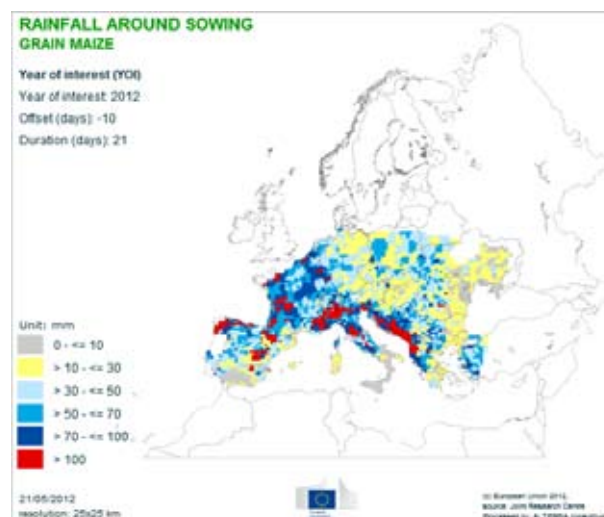 RAINFALL AROUND SOWING
GRAIN MAIZE
Year of interest (YOI)
Year of interest: 2012
Offset (days): -10
Duration (days): 21
Unit: mm
0 - <= 10
> 10 - <= 30
> 30 - <= 50
> 50 - <= 70
> 70 - <= 100
> 100
21/05/2012
resolution: 25x25 km
(c) European Union 2012,
source: Joint Research Centre
Processed by